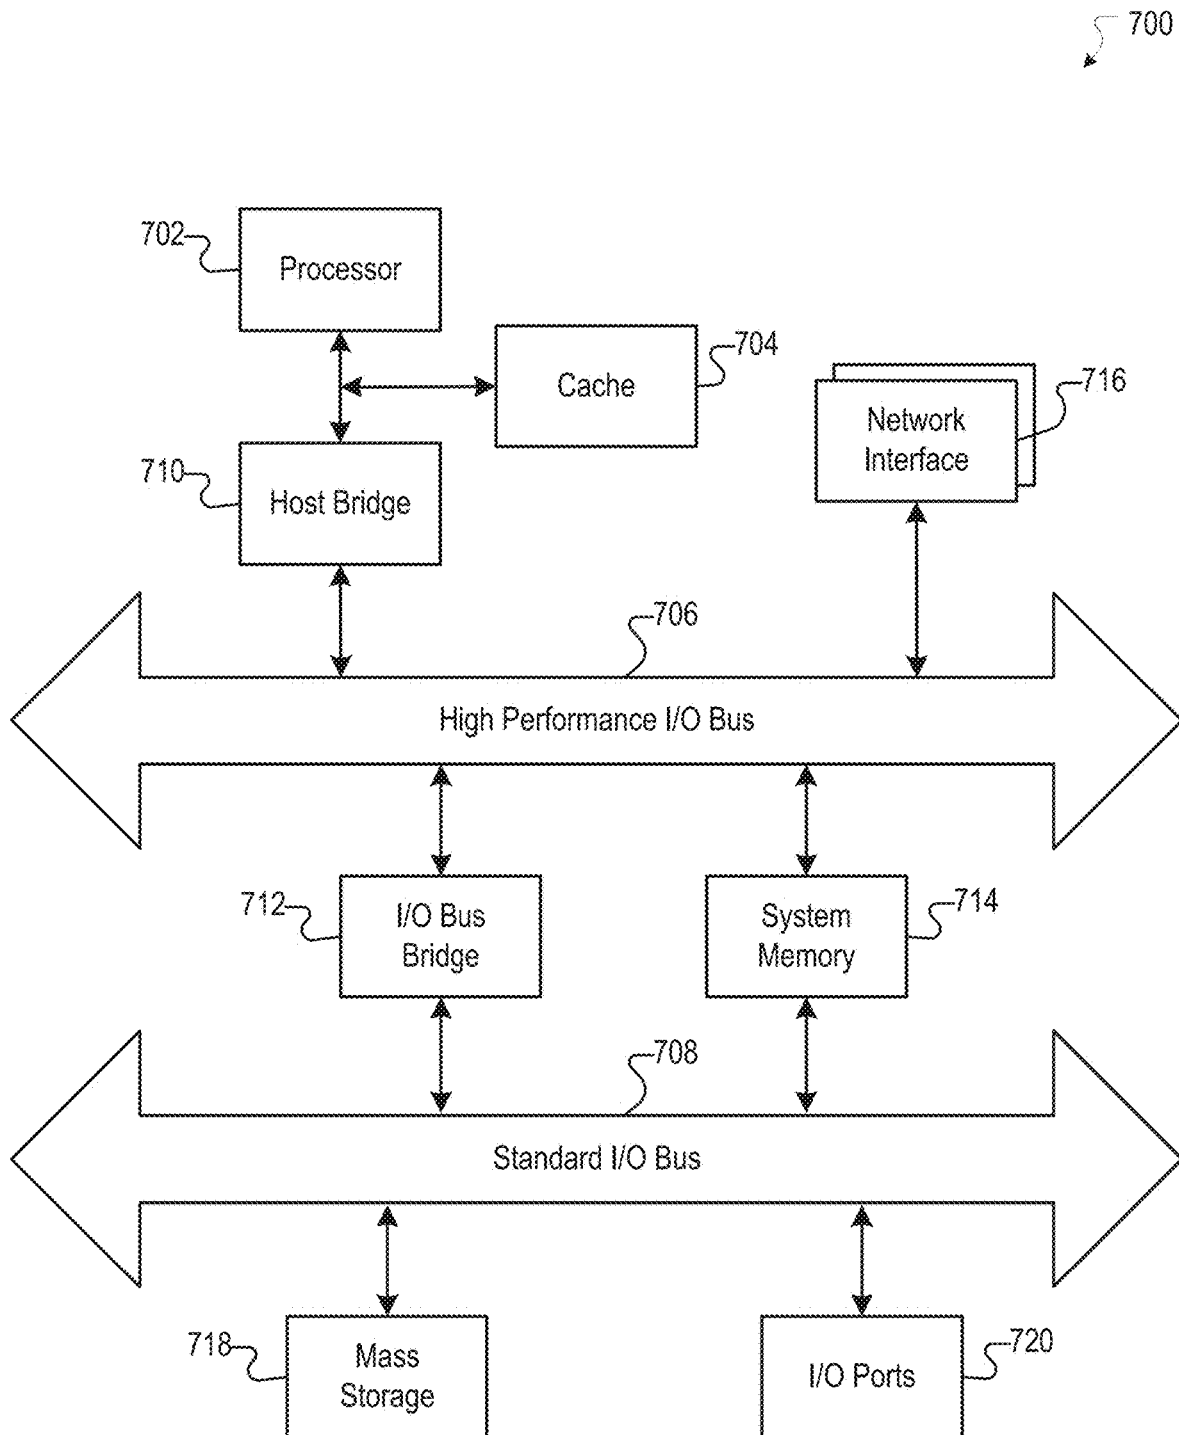 700
702
Processor
704
Cache
716
Network
Interface
710
Host Bridge
706
High Performance I/O Bus
712
I/O Bus
Bridge
System
Memory
714
708
Standard I/O Bus
718
Mass
Storage
I/O Ports
720